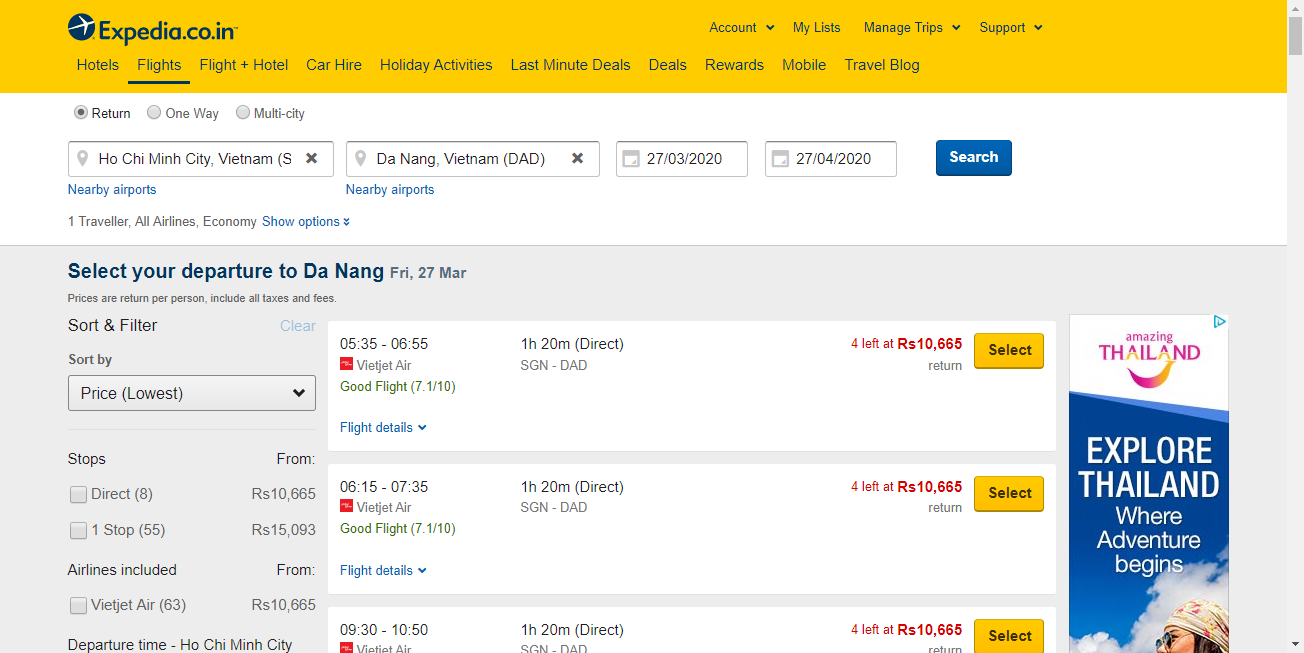 Expedia.co.in
Account My Lists Manage Trips Support
Hotels Flights Flight + Hotel Car Hire Holiday Activities Last Minute Deals Deals Rewards Mobile Travel Blog
Return One Way Multi-city
Ho Chi Minh City, Vietnam (S Da Nang, Vietnam (DAD) 27/03/2020 27/04/2020 Search
Nearby airports Nearby airports
1 Traveller, All Airlines, Economy Show options
Select your departure to Da Nang Fri, 27 Mar
Prices are return per person, include all taxes and fees.
Sort & Filter Clear
Sort by
Price (Lowest)
Stops From:
Direct (8) Rs10,665
1 Stop (55) Rs15,093
Airlines included From:
Vietjet Air (63) Rs10,665
Departure time - Ho Chi Minh City
05:35 - 06:55 1h 20m (Direct) 4 left at Rs10,665 Select
Vietjet Air SGN - DAD return
Good Flight (7.1/10)
Flight details
06:15 - 07:35 1h 20m (Direct) 4 left at Rs10,665 Select
Vietjet Air SGN - DAD return
Good Flight (7.1/10)
Flight details
09:30 - 10:50 1h 20m (Direct) 4 left at Rs10,665 Select
Vietjet Air SGN - DAD return
amazing
THAILAND
EXPLORE
THAILAND
Where
Adventure
begins